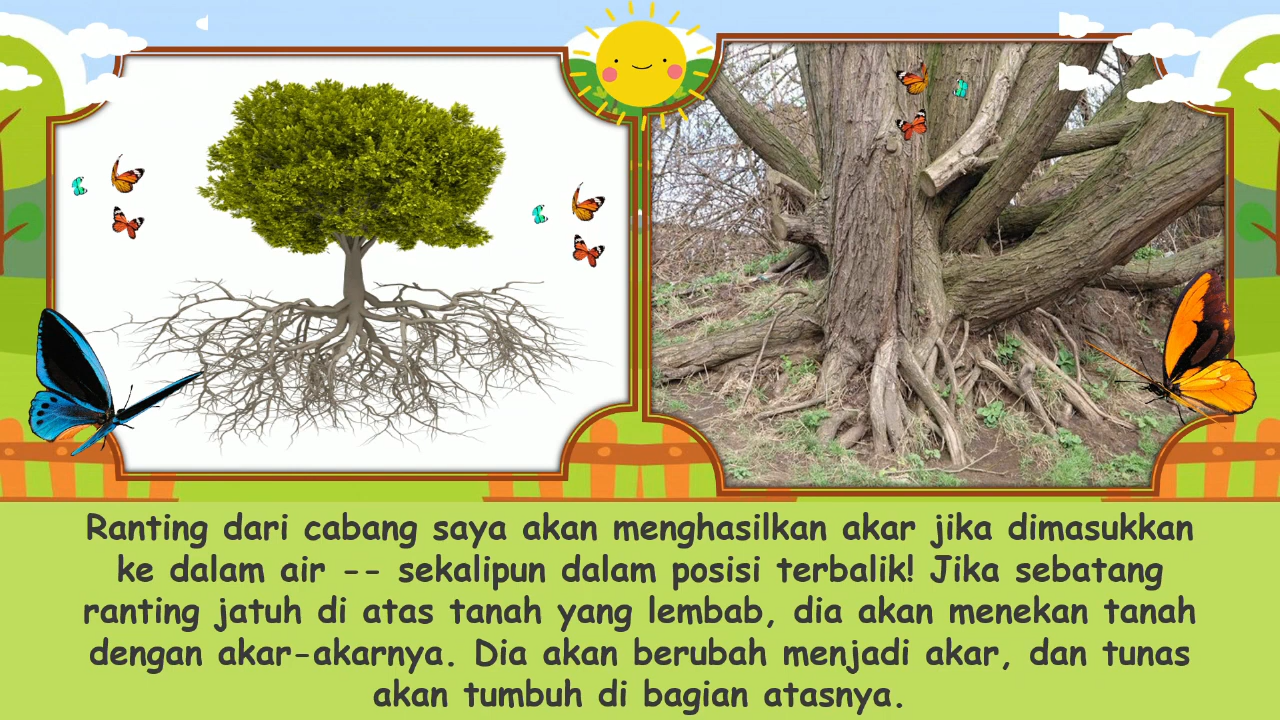 Ranting dari cabang saya akan menghasilkan akar jika dimasukkan
ke dalam air -- sekalipun dalam posisi terbalik! Jika sebatang
ranting jatuh di atas tanah yang lembab, dia akan menekan tanah
dengan akar-akarnya. Dia akan berubah menjadi akar, dan tunas
akan tumbuh di bagian atasnya.